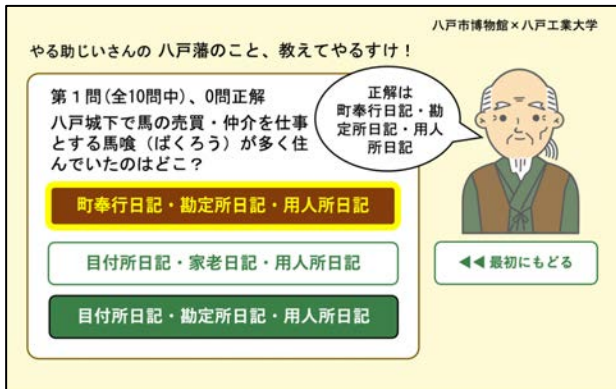 八戸市博物館×八戸工業大学
やる助じいさんの 八戸藩のこと、教えてやるすけ！
第1問(全10問中)、0問正解
八戸城下で馬の売買・仲介を仕事
とする馬喰（ばくろう）が多く住
んでいたのはどこ？
町奉行日記・勘定所日記・用人所日記
目付所日記・家老日記・用人所日記
目付所日記・勘定所日記・用人所日記
正解は
町奉行日記・勘
定所日記・用人
所日記
◀◀ 最初にもどる